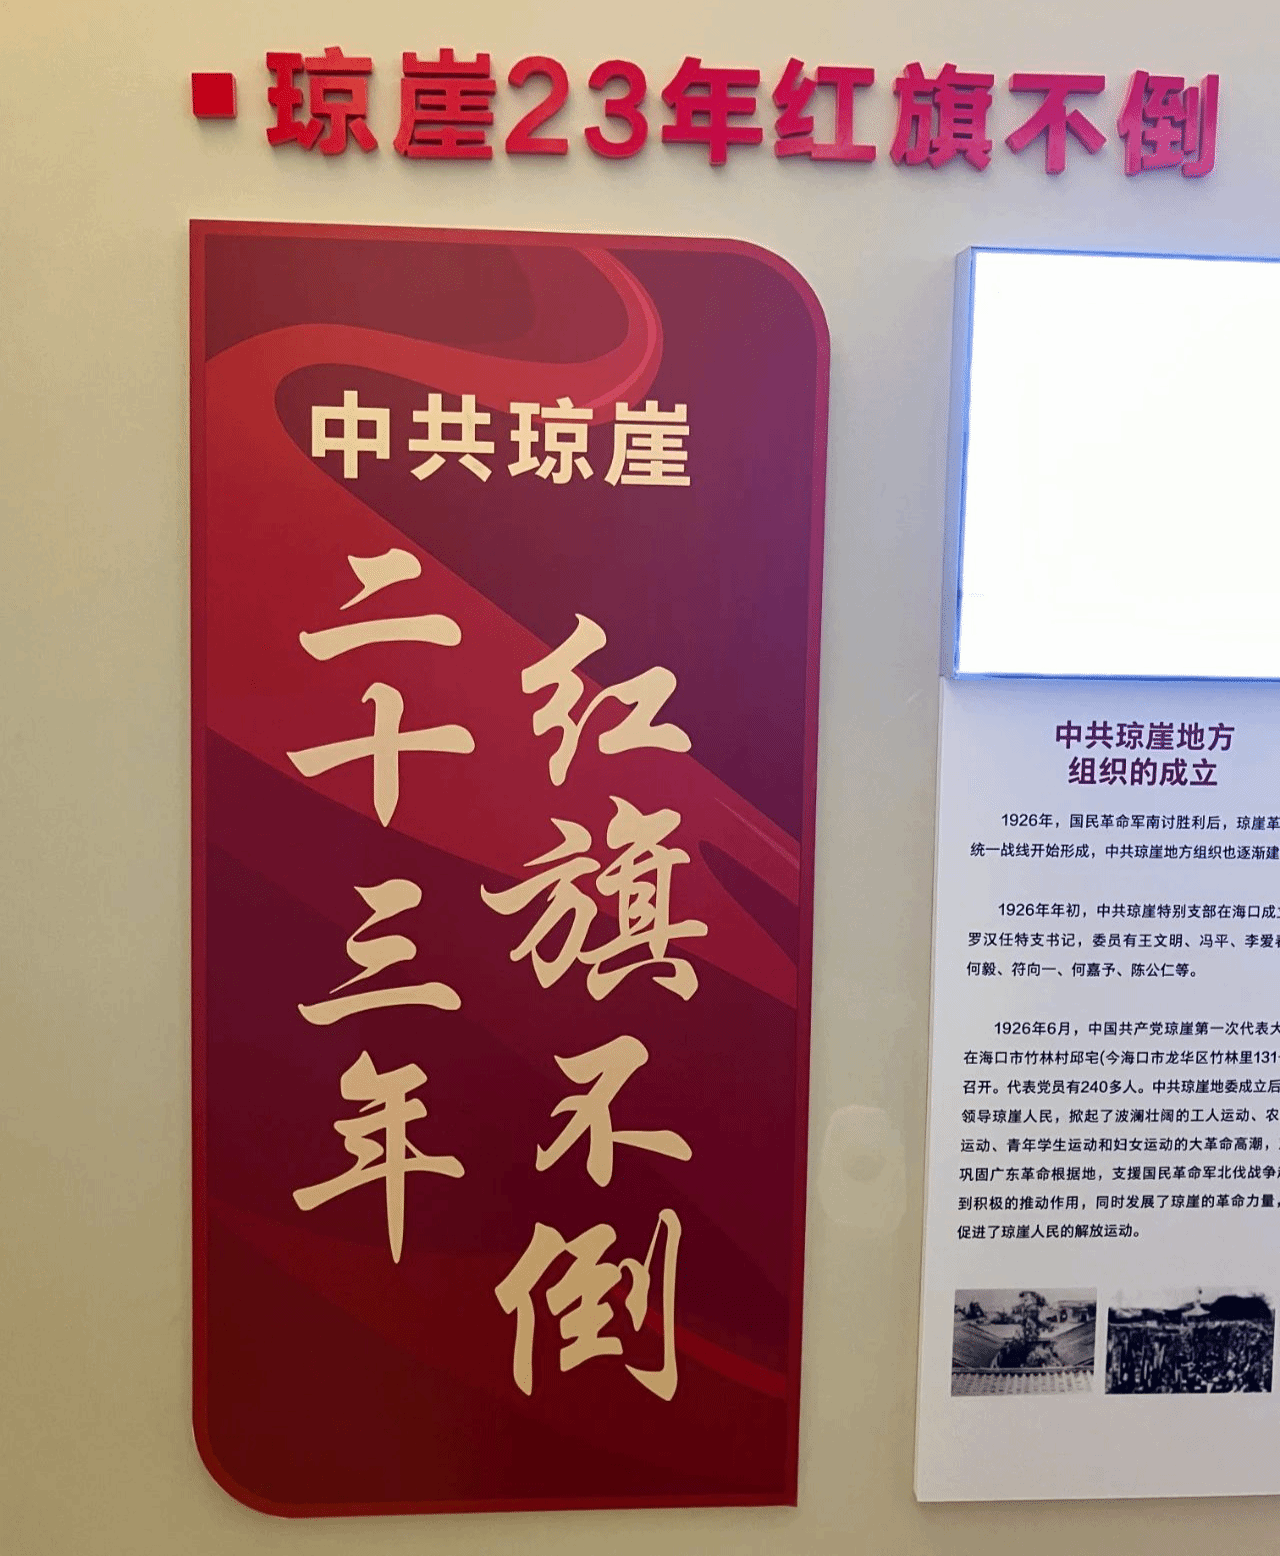 琼崖23年红旗不倒
中共琼崖
二十三年
红旗不倒
中共琼崖地方
组织的成立
1926年，国民革命军南讨胜利后，琼崖革
统一战线开始形成，中共琼崖地方组织也逐渐建
1926年年初，中共琼崖特别支部在海口成立
罗汉任特支书记，委员有王文明、冯平、李爱春
何毅、符向一、何嘉予、陈公仁等。
1926年6月，中国共产党琼崖第一次代表大
在海口市竹林村邱宅(今海口市龙华区竹林里131
召开。代表党员有240多人。中共琼崖地委成立后
领导琼崖人民，掀起了波澜壮阔的工人运动、农
运动、青年学生运动和妇女运动的大革命高潮，
巩固广东革命根据地，支援国民革命军北伐战争起
到积极的推动作用，同时发展了琼崖的革命力量，
促进了琼崖人民的解放运动。